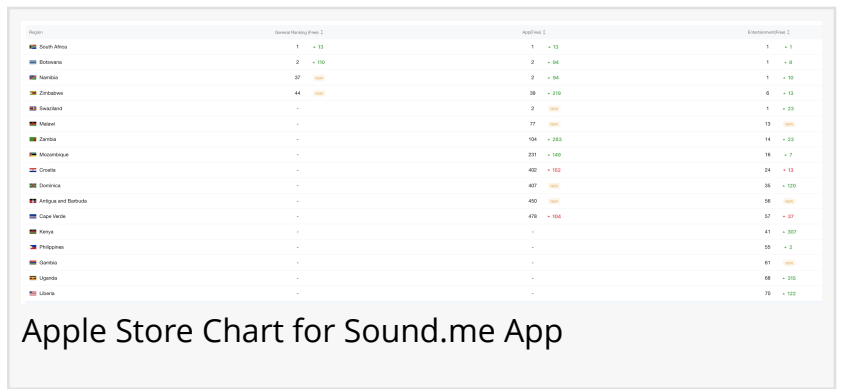 Region General Ranking (Free) App(Free) Entertainment(Free)
South Africa 1 + 13 1 + 13 1 + 1
Botswana 2 + 110 2 + 94 1 + 8
Namibia 37 new 2 + 94 1 + 10
Zimbabwe 44 new 39 + 219 6 + 13
Swaziland - 2 new 1 + 23
Malawi - 77 new 13 new
Zambia - 104 + 283 14 + 23
Mozambique - 231 + 149 16 + 7
Croatia - 402 + 162 24 + 13
Dominica - 407 new 35 + 120
Antigua and Barbuda - 450 new 56 new
Cape Verde - 478 + 104 57 + 37
Kenya - - 41 + 307
Philippines - - 55 + 2
Gambia - - 61 new
Uganda - - 68 + 315
Liberia - - 70 + 122
Apple Store Chart for Sound.me App